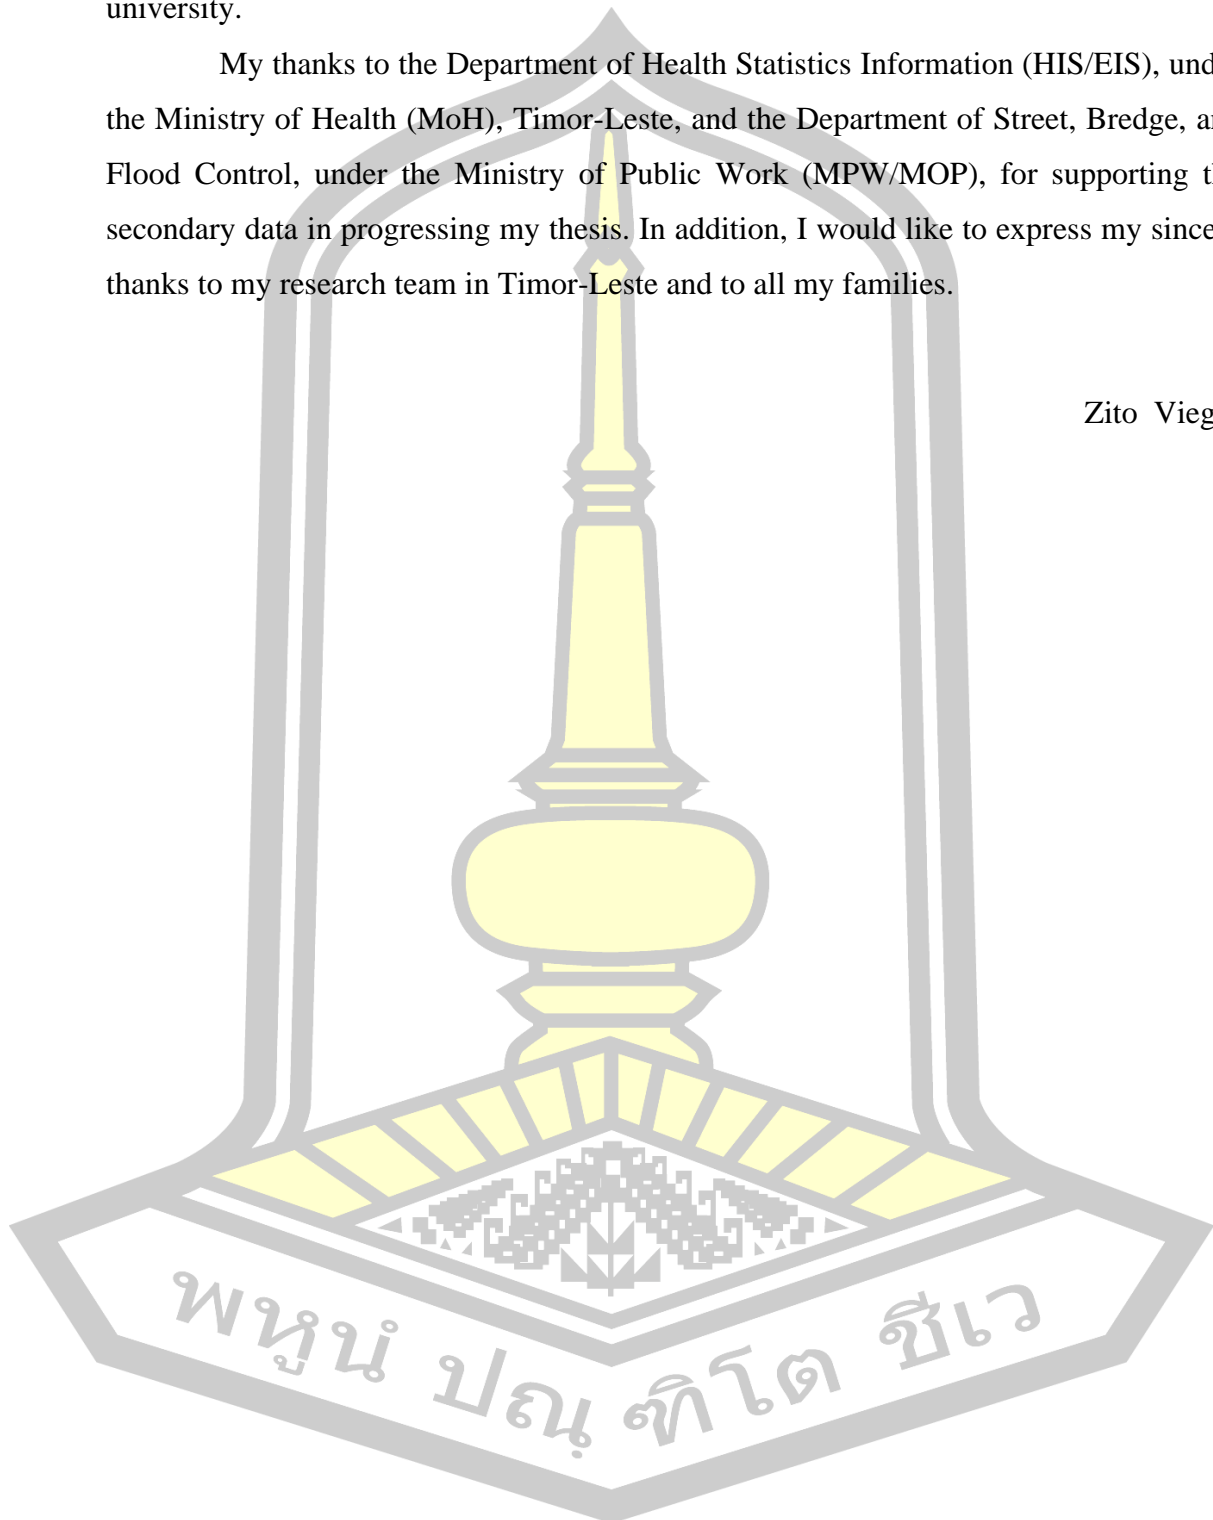 university.
My thanks to the Department of Health Statistics Information (HIS/EIS), und
the Ministry of Health (MoH), Timor-Leste, and the Department of Street, Bredge, a
Flood Control, under the Ministry of Public Work (MPW/MOP), for supporting t
secondary data in progressing my thesis. In addition, I would like to express my since
thanks to my research team in Timor-Leste and to all my families.
Zito Vieg
พหูนํ ปณฺ ฑิโต ชีเว